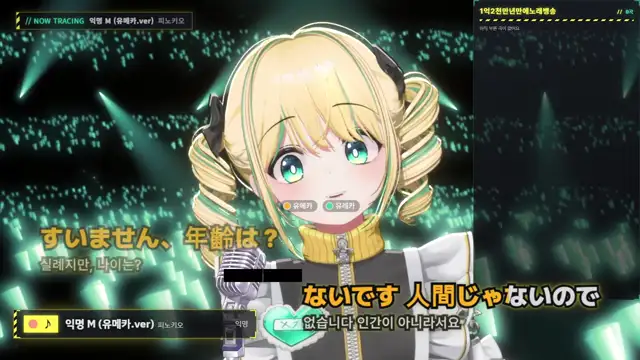 // NOW TRACING 익명 M (유메카.ver) 피노키오
1억2천만년만에노래뱅송
유메카 유레카
すいません、年齢は？
실례지만, 나이는?
ないです 人間じゃないので
없습니다 인간이 아니라서요
익명 M (유메카.ver) 피노키오
익명